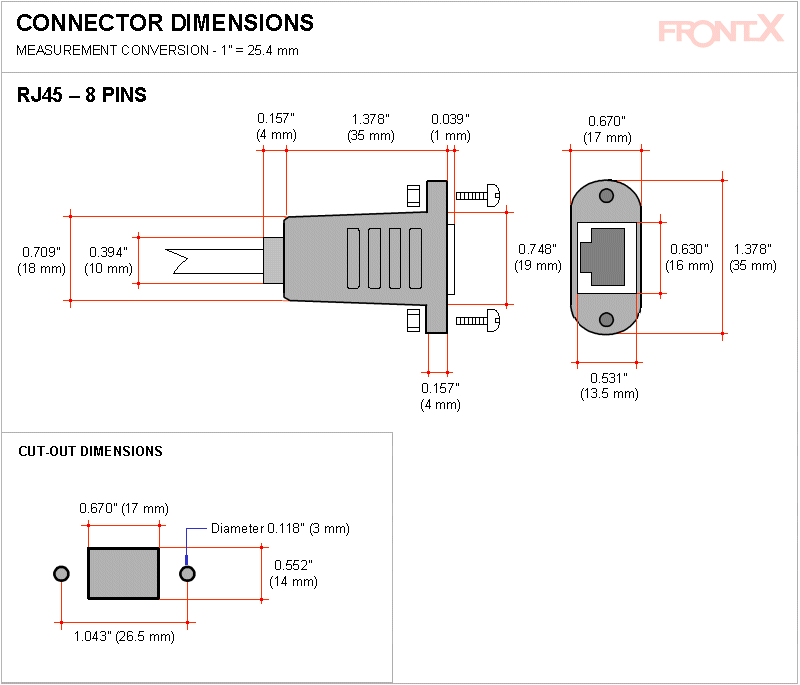 CONNECTOR DIMENSIONS
FRONTX
MEASUREMENT CONVERSION - 1" = 25.4 mm
RJ45 – 8 PINS
0.157"
(4 mm)
1.378"
(35 mm)
0.039"
(1 mm)
0.670"
(17 mm)
0.709"
(18 mm)
0.394"
(10 mm)
0.748"
(19 mm)
0.630"
(16 mm)
1.378"
(35 mm)
0.157"
(4 mm)
0.531"
(13.5 mm)
CUT-OUT DIMENSIONS
0.670" (17 mm)
Diameter 0.118" (3 mm)
0.552"
(14 mm)
1.043" (26.5 mm)